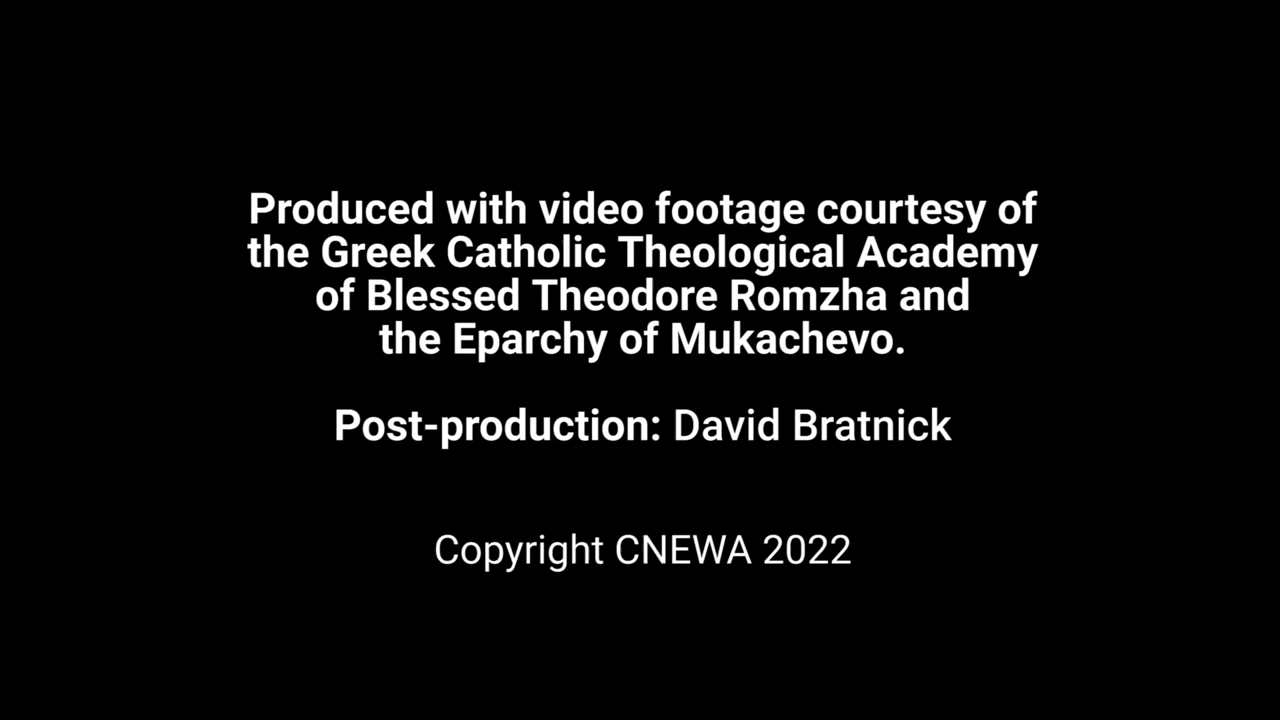 Produced with video footage courtesy of
the Greek Catholic Theological Academy
of Blessed Theodore Romzha and
the Eparchy of Mukachevo.
Post-production: David Bratnick
Copyright CNEWA 2022